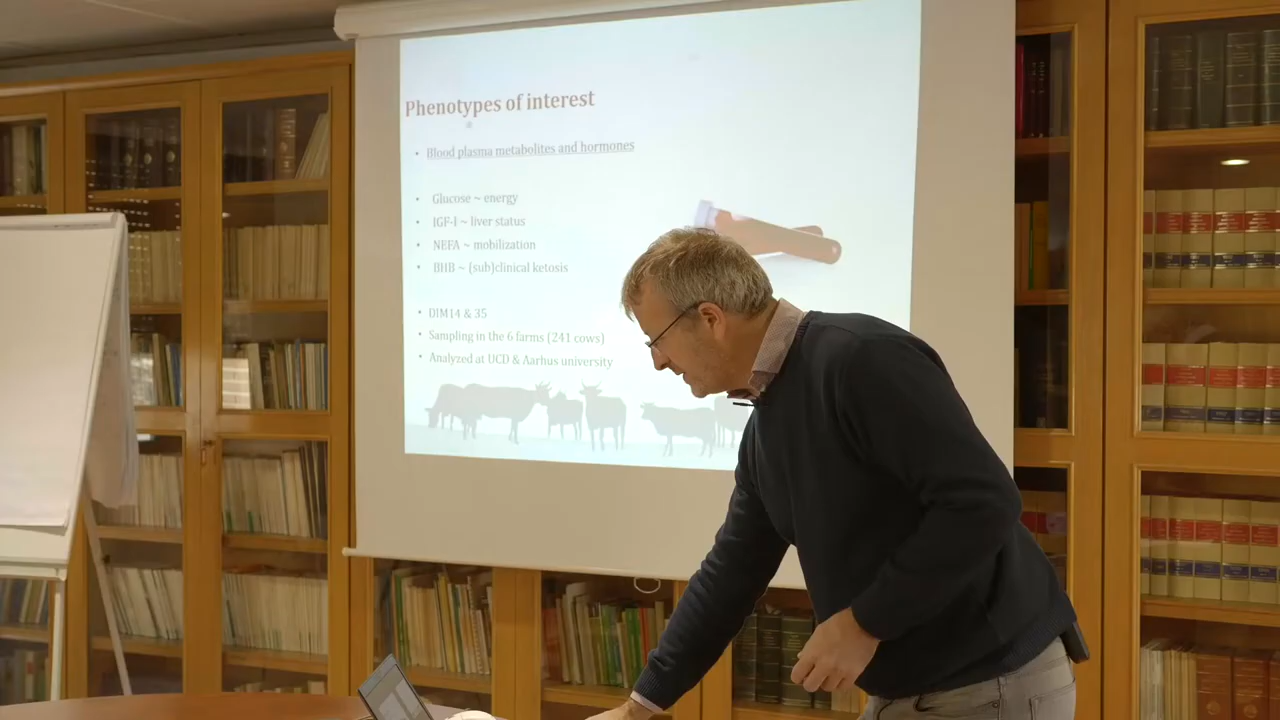 Phenotypes of interest
• Blood plasma metabolites and hormones
• Glucose ~ energy
• IGF-I ~ liver status
• NEFA ~ mobilization
• BHB ~ (sub)clinical ketosis
• DIM14 & 35
• Sampling in the 6 farms (241 cows)
• Analyzed at UCD & Aarhus university